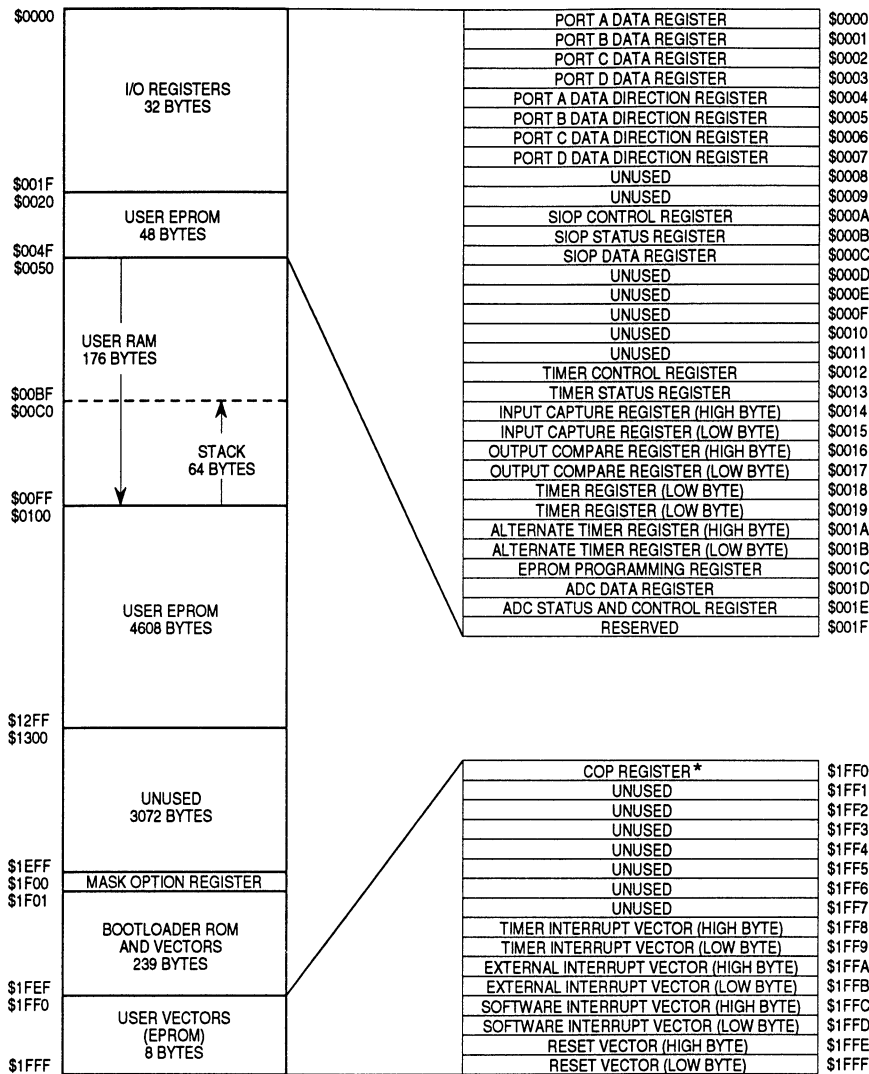 $0000
I/O REGISTERS
32 BYTES
$001F
$0020
USER EPROM
48 BYTES
$004F
$0050
USER RAM
176 BYTES
$00BF
$00C0
STACK
64 BYTES
$00FF
$0100
USER EPROM
4608 BYTES
$12FF
$1300
UNUSED
3072 BYTES
$1EFF
$1F00
MASK OPTION REGISTER
$1F01
BOOTLOADER ROM
AND VECTORS
239 BYTES
$1FEF
$1FF0
USER VECTORS
(EPROM)
8 BYTES
$1FFF
PORT A DATA REGISTER $0000
PORT B DATA REGISTER $0001
PORT C DATA REGISTER $0002
PORT D DATA REGISTER $0003
PORT A DATA DIRECTION REGISTER $0004
PORT B DATA DIRECTION REGISTER $0005
PORT C DATA DIRECTION REGISTER $0006
PORT D DATA DIRECTION REGISTER $0007
UNUSED $0008
UNUSED $0009
SIOP CONTROL REGISTER $000A
SIOP STATUS REGISTER $000B
SIOP DATA REGISTER $000C
UNUSED $000D
UNUSED $000E
UNUSED $000F
UNUSED $0010
UNUSED $0011
TIMER CONTROL REGISTER $0012
TIMER STATUS REGISTER $0013
INPUT CAPTURE REGISTER (HIGH BYTE) $0014
INPUT CAPTURE REGISTER (LOW BYTE) $0015
OUTPUT COMPARE REGISTER (HIGH BYTE) $0016
OUTPUT COMPARE REGISTER (LOW BYTE) $0017
TIMER REGISTER (LOW BYTE) $0018
TIMER REGISTER (LOW BYTE) $0019
ALTERNATE TIMER REGISTER (HIGH BYTE) $001A
ALTERNATE TIMER REGISTER (LOW BYTE) $001B
EPROM PROGRAMMING REGISTER $001C
ADC DATA REGISTER $001D
ADC STATUS AND CONTROL REGISTER $001E
RESERVED $001F
COP REGISTER* $1FF0
UNUSED $1FF1
UNUSED $1FF2
UNUSED $1FF3
UNUSED $1FF4
UNUSED $1FF5
UNUSED $1FF6
UNUSED $1FF7
TIMER INTERRUPT VECTOR (HIGH BYTE) $1FF8
TIMER INTERRUPT VECTOR (LOW BYTE) $1FF9
EXTERNAL INTERRUPT VECTOR (HIGH BYTE) $1FFA
EXTERNAL INTERRUPT VECTOR (LOW BYTE) $1FFB
SOFTWARE INTERRUPT VECTOR (HIGH BYTE) $1FFC
SOFTWARE INTERRUPT VECTOR (LOW BYTE) $1FFD
RESET VECTOR (HIGH BYTE) $1FFE
RESET VECTOR (LOW BYTE) $1FFF